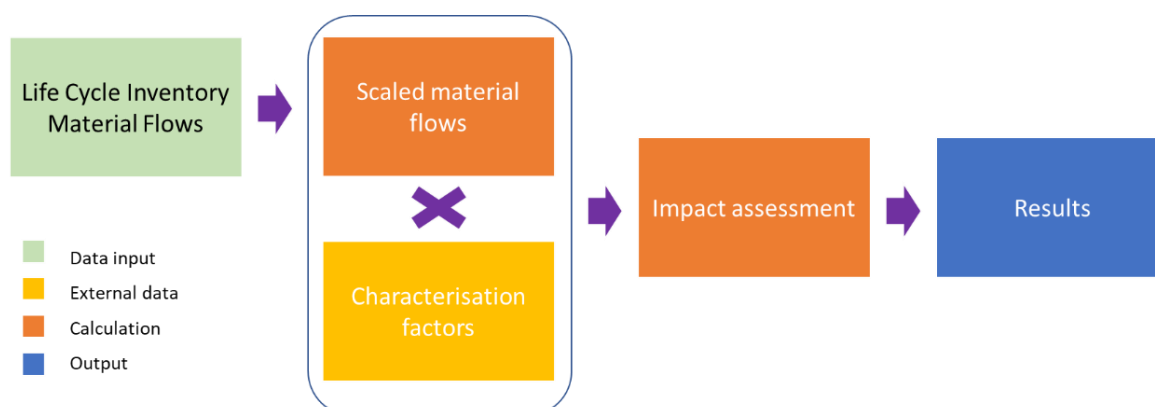 Life Cycle Inventory
Material Flows
Scaled material
flows
Characterisation
factors
Impact assessment
Results
Data input
External data
Calculation
Output